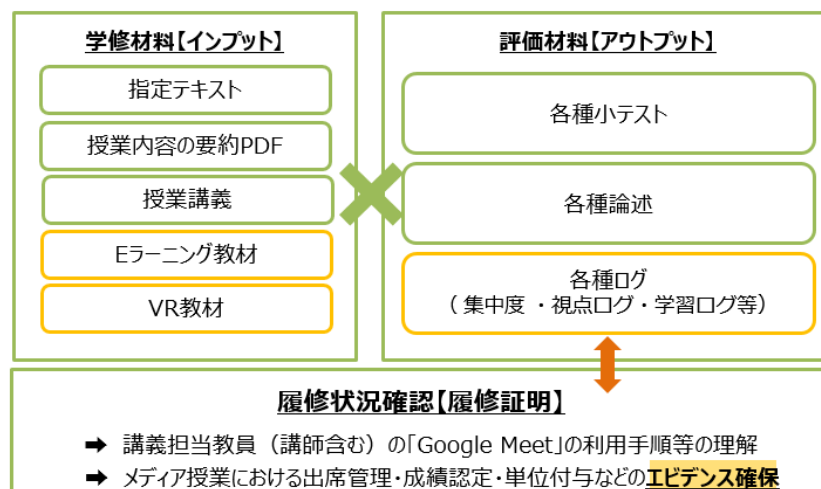 学修材料【インプット】
指定テキスト
授業内容の要約PDF
授業講義
Eラーニング教材
VR教材
評価材料【アウトプット】
各種小テスト
各種論述
各種ログ
（ 集中度 ・視点ログ・学習ログ等）
履修状況確認【履修証明】
➡ 講義担当教員（講師含む）の「Google Meet」の利用手順等の理解
➡ メディア授業における出席管理・成績認定・単位付与などのエビデンス確保